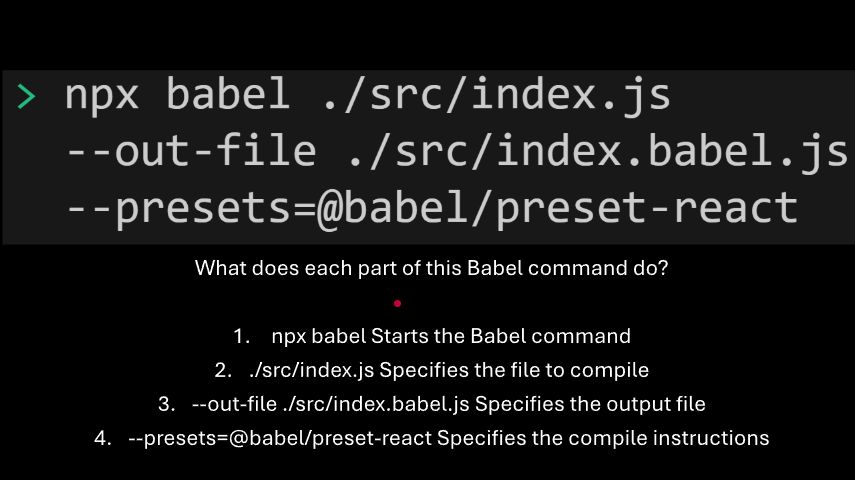 > npx babel ./src/index.js
--out-file ./src/index.babel.js
--presets=@babel/preset-react
What does each part of this Babel command do?
1. npx babel Starts the Babel command
2. ./src/index.js Specifies the file to compile
3. --out-file ./src/index.babel.js Specifies the output file
4. --presets=@babel/preset-react Specifies the compile instructions